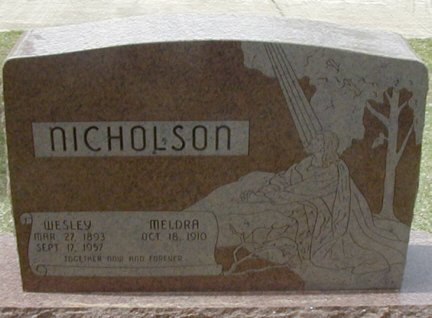 NICHOLSON
WESLEY MELDRA
MAR. 27, 1893 OCT. 18, 1910
SEPT. 17, 1957
TOGETHER NOW AND FOREVER